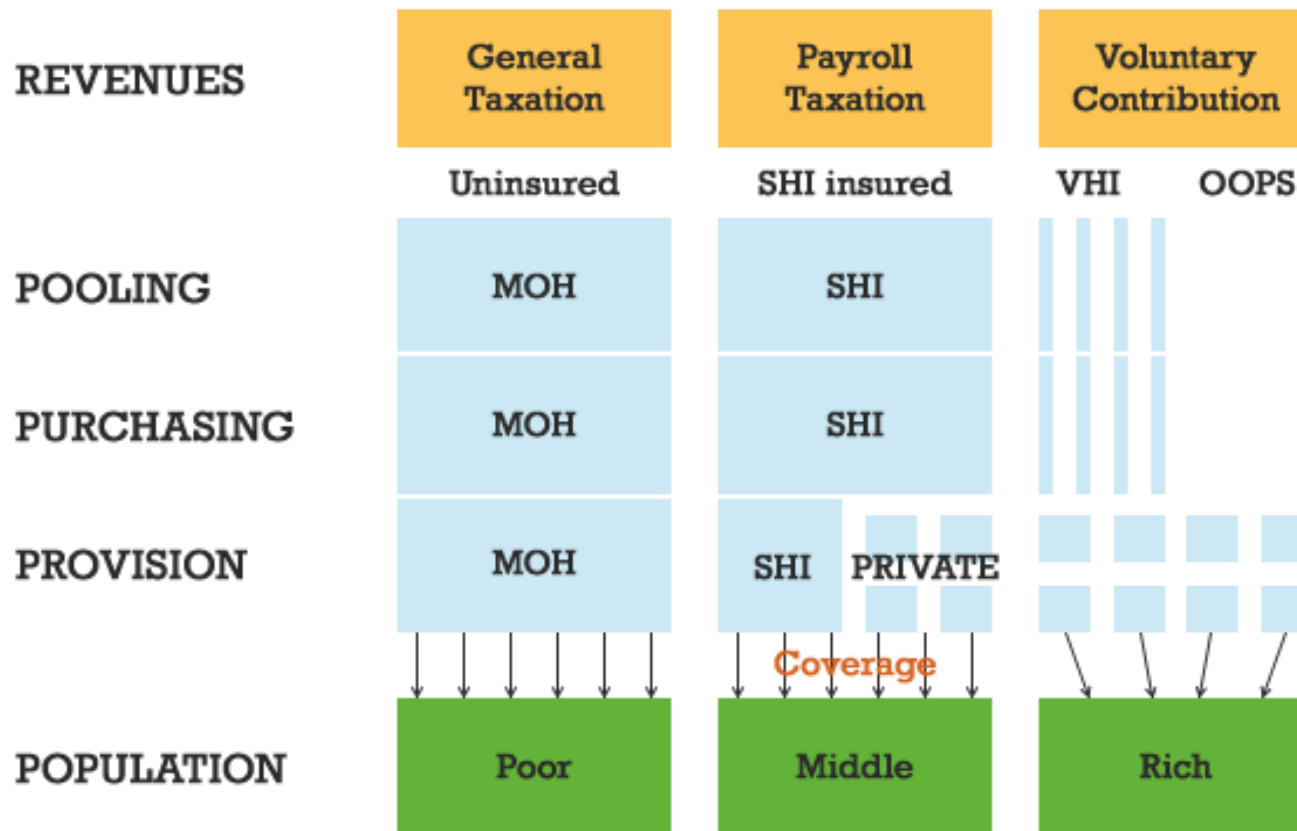 REVENUES
General
Taxation
Payroll
Taxation
Voluntary
Contribution
Uninsured
SHI insured
VHI
OOPS
POOLING
MOH
SHI
PURCHASING
MOH
SHI
PROVISION
MOH
SHI
PRIVATE
Coverage
POPULATION
Poor
Middle
Rich